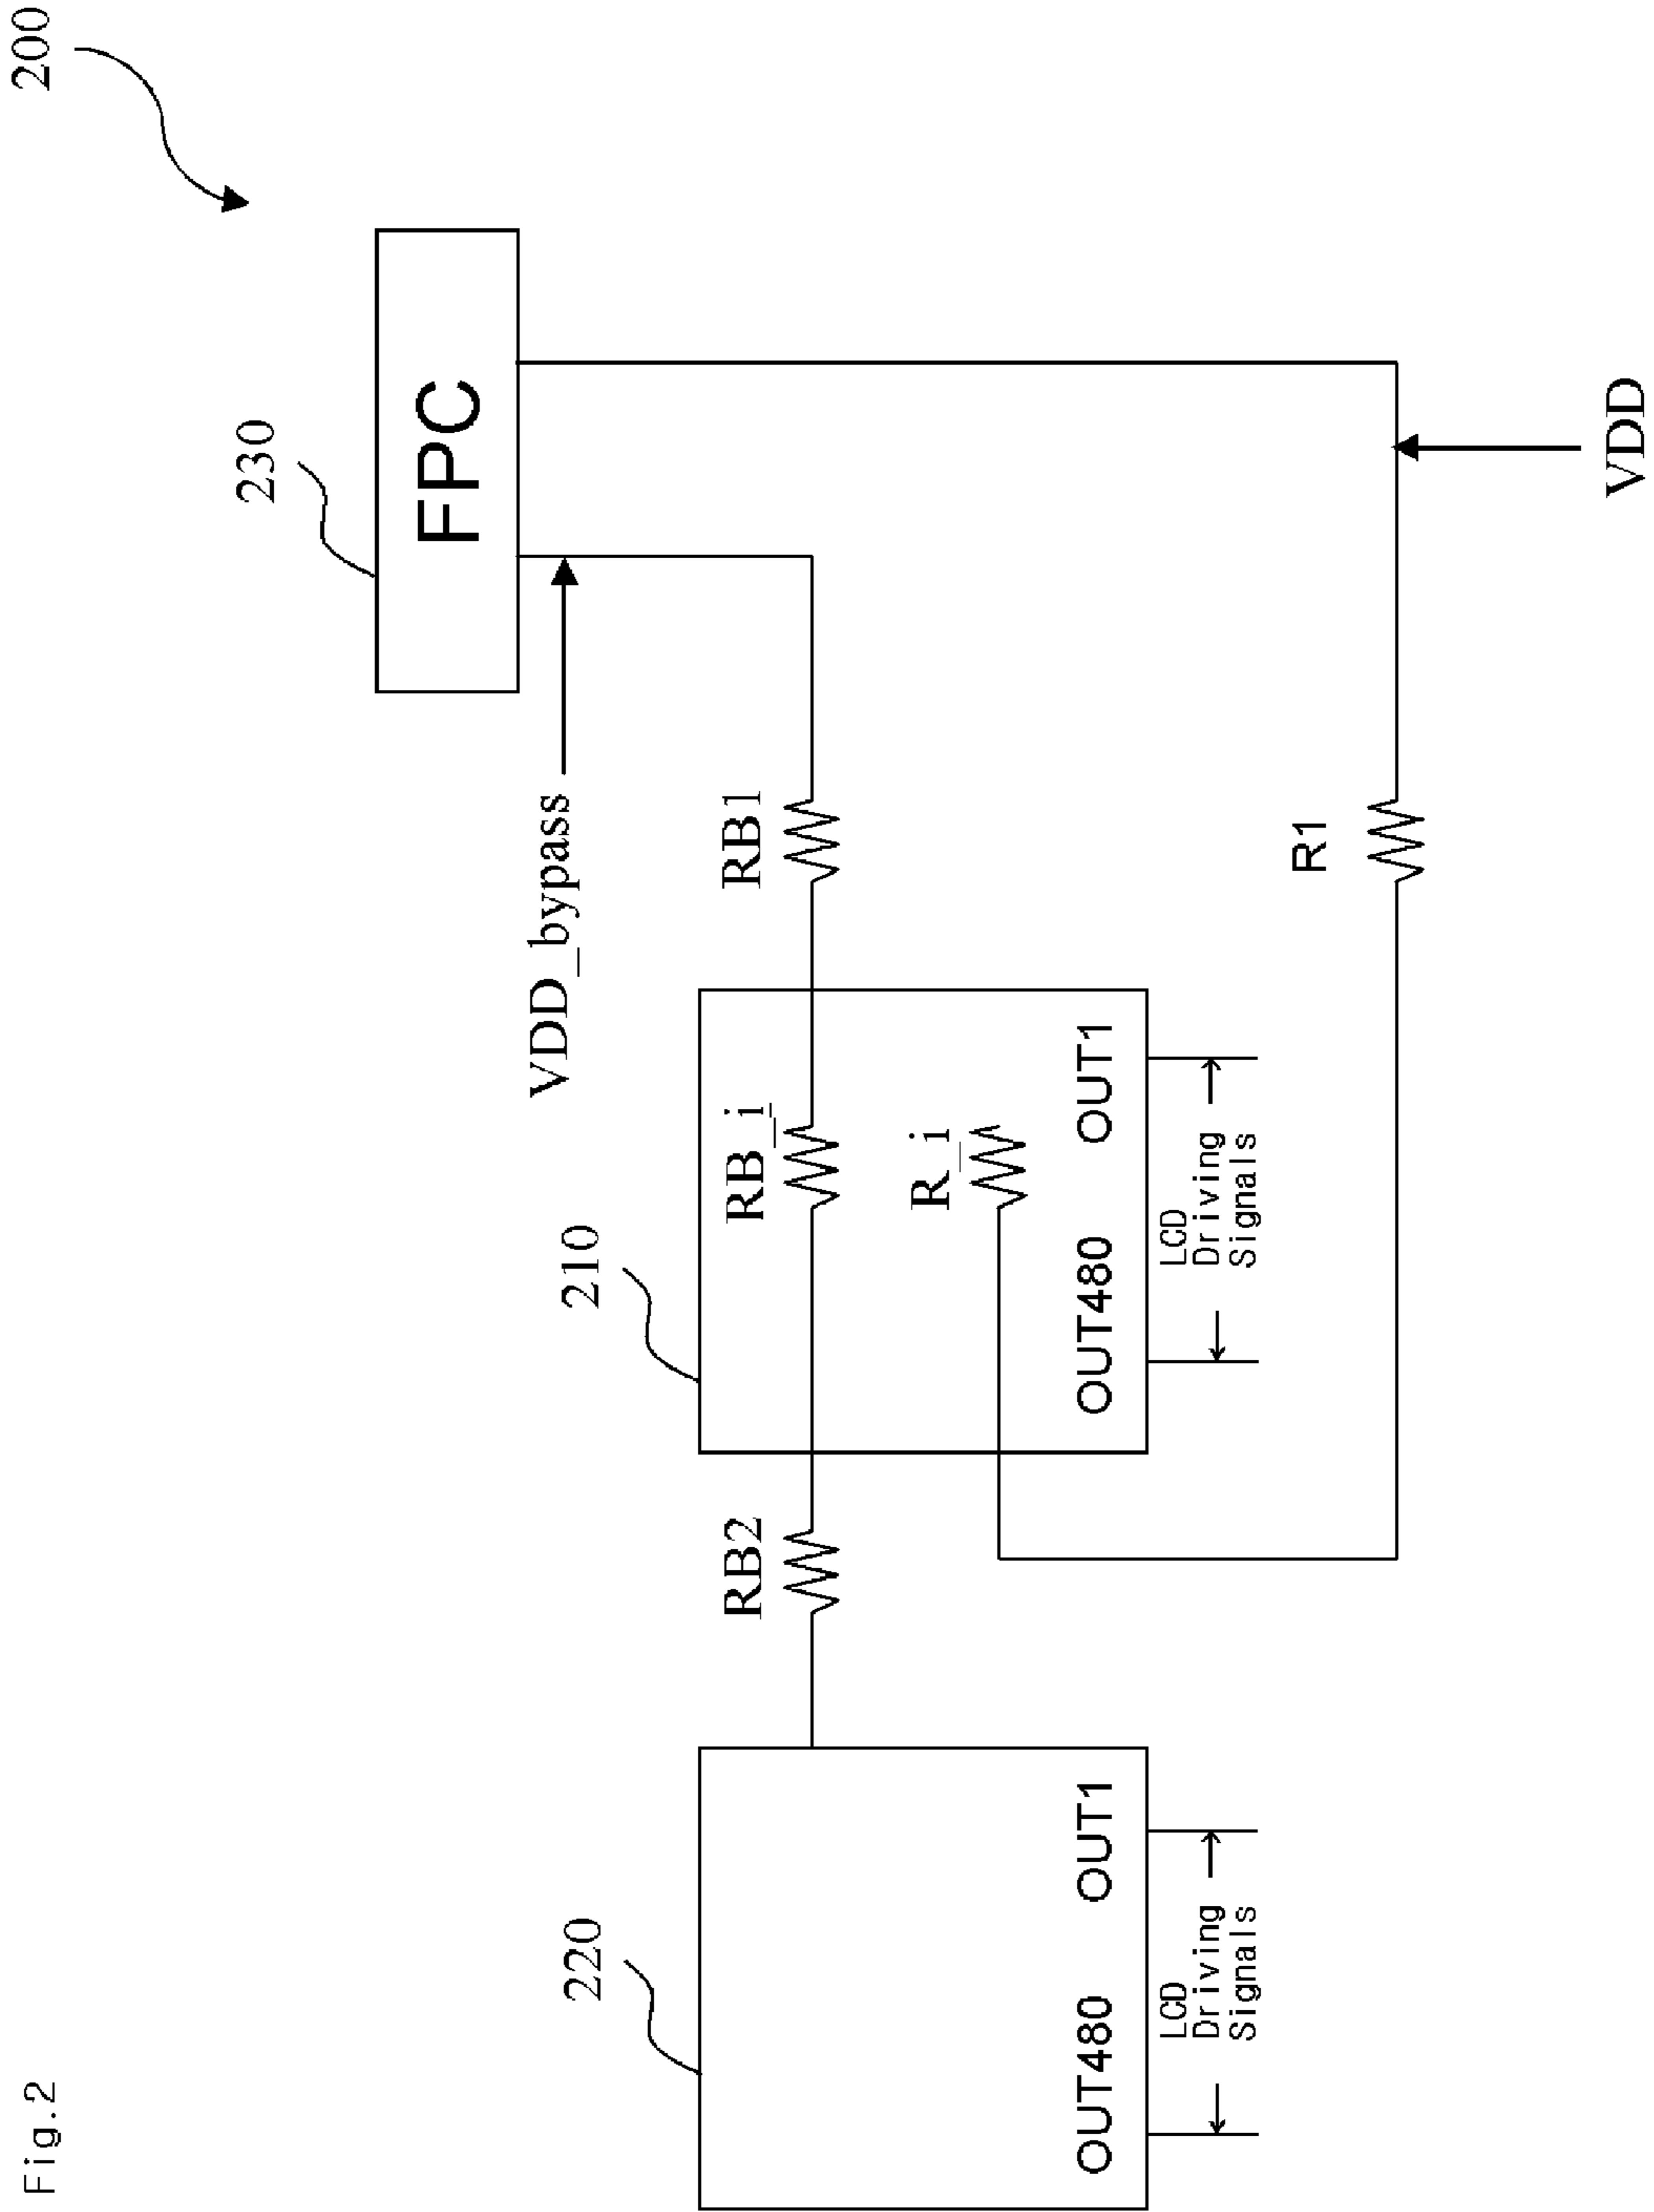 Fig.2
200
230
FPC
VDD_bypass
220
210
RB2
RB_i
RB1
R_i
OUT480 OUT1
OUT480 OUT1
LCD
Driving
Signals
LCD
Driving
Signals
R1
VDD